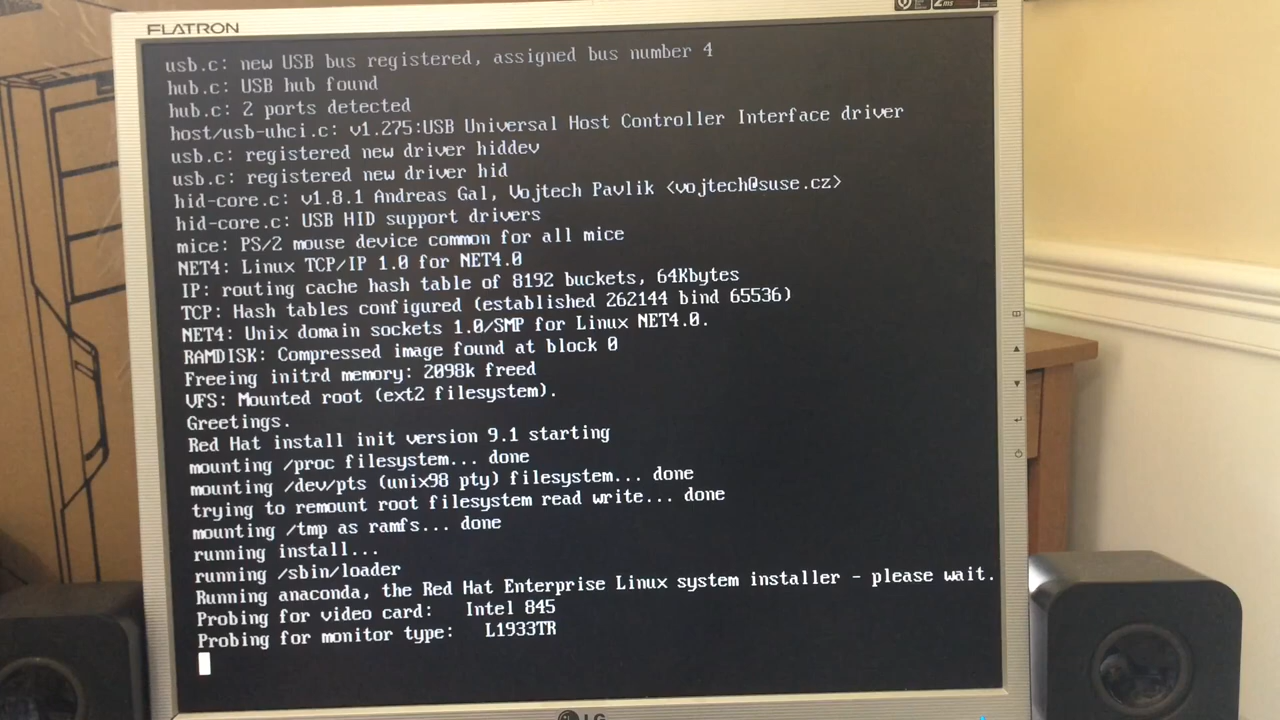 FLATRON
2ms
usb.c: new USB bus registered, assigned bus number 4
hub.c: USB hub found
hub.c: 2 ports detected
host/usb-uhci.c: v1.275:USB Universal Host Controller Interface driver
usb.c: registered new driver hiddev
usb.c: registered new driver hid
hid-core.c: v1.8.1 Andreas Gal, Vojtech Pavlik <vojtech@suse.cz>
hid-core.c: USB HID support drivers
mice: PS/2 mouse device common for all mice
NET4: Linux TCP/IP 1.0 for NET4.0
IP: routing cache hash table of 8192 buckets, 64Kbytes
TCP: Hash tables configured (established 262144 bind 65536)
NET4: Unix domain sockets 1.0/SMP for Linux NET4.0.
RAMDISK: Compressed image found at block 0
Freeing initrd memory: 2098k freed
VFS: Mounted root (ext2 filesystem).
Greetings.
Red Hat install init version 9.1 starting
mounting /proc filesystem... done
mounting /dev/pts (unix98 pty) filesystem... done
trying to remount root filesystem read write... done
mounting /tmp as ramfs... done
running install...
running /sbin/loader
Running anaconda, the Red Hat Enterprise Linux system installer - please wait.
Probing for video card:   Intel 845
Probing for monitor type:   L1933TR
LG